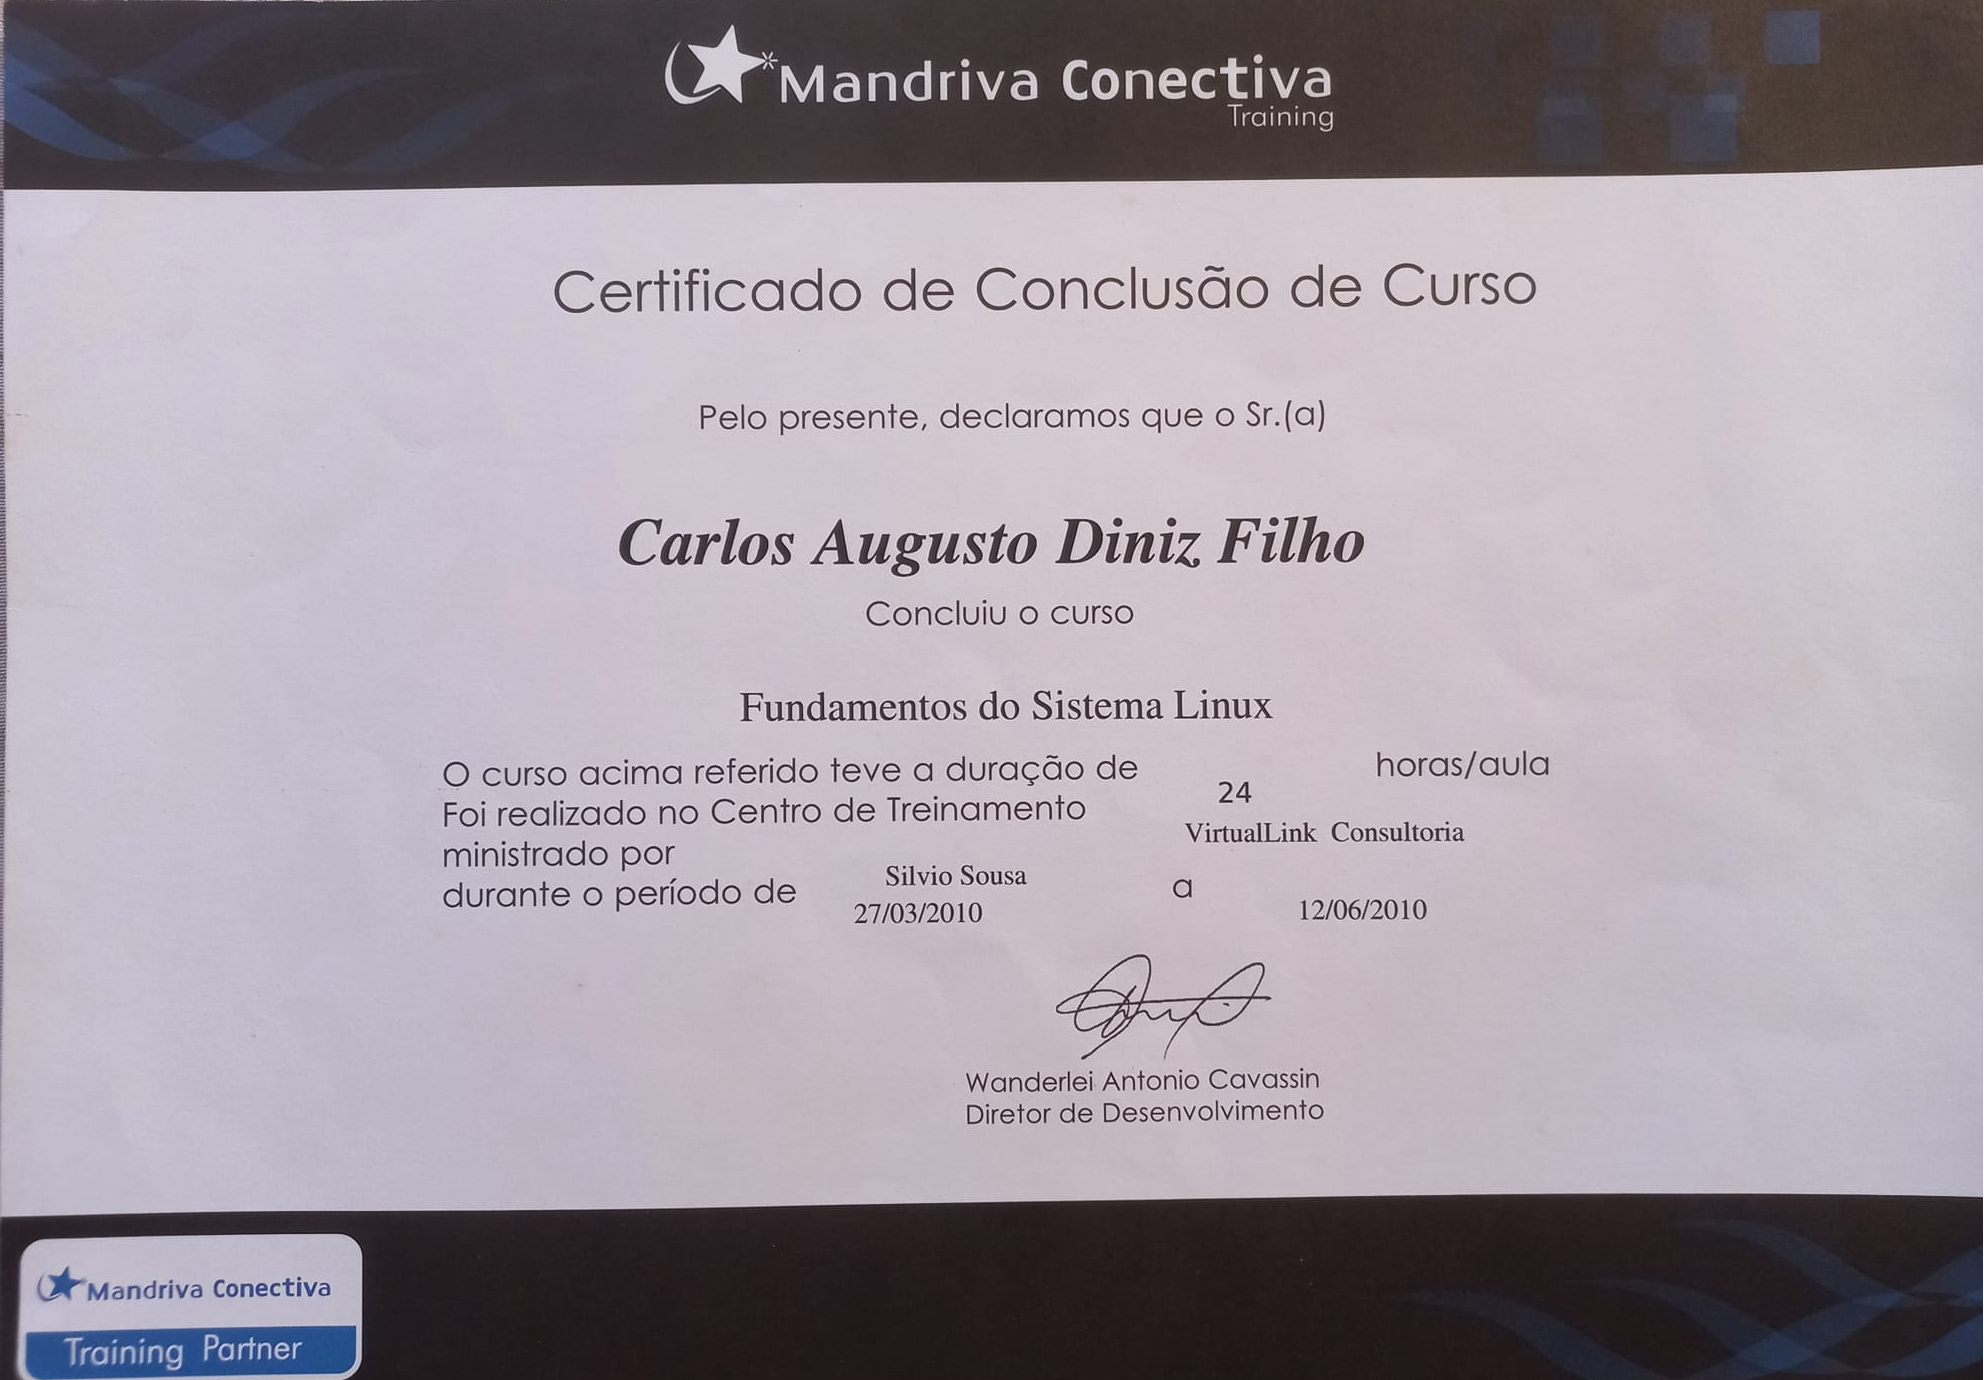 Mandriva Conectiva
Training
Certificado de Conclusão de Curso
Pelo presente, declaramos que o Sr.(a)
Carlos Augusto Diniz Filho
Concluiu o curso
Fundamentos do Sistema Linux
O curso acima referido teve a duração de 24 horas/aula
Foi realizado no Centro de Treinamento VirtualLink Consultoria
ministrado por Silvio Sousa
durante o período de 27/03/2010 a 12/06/2010
Wanderlei Antonio Cavassin
Diretor de Desenvolvimento
Mandriva Conectiva
Training Partner